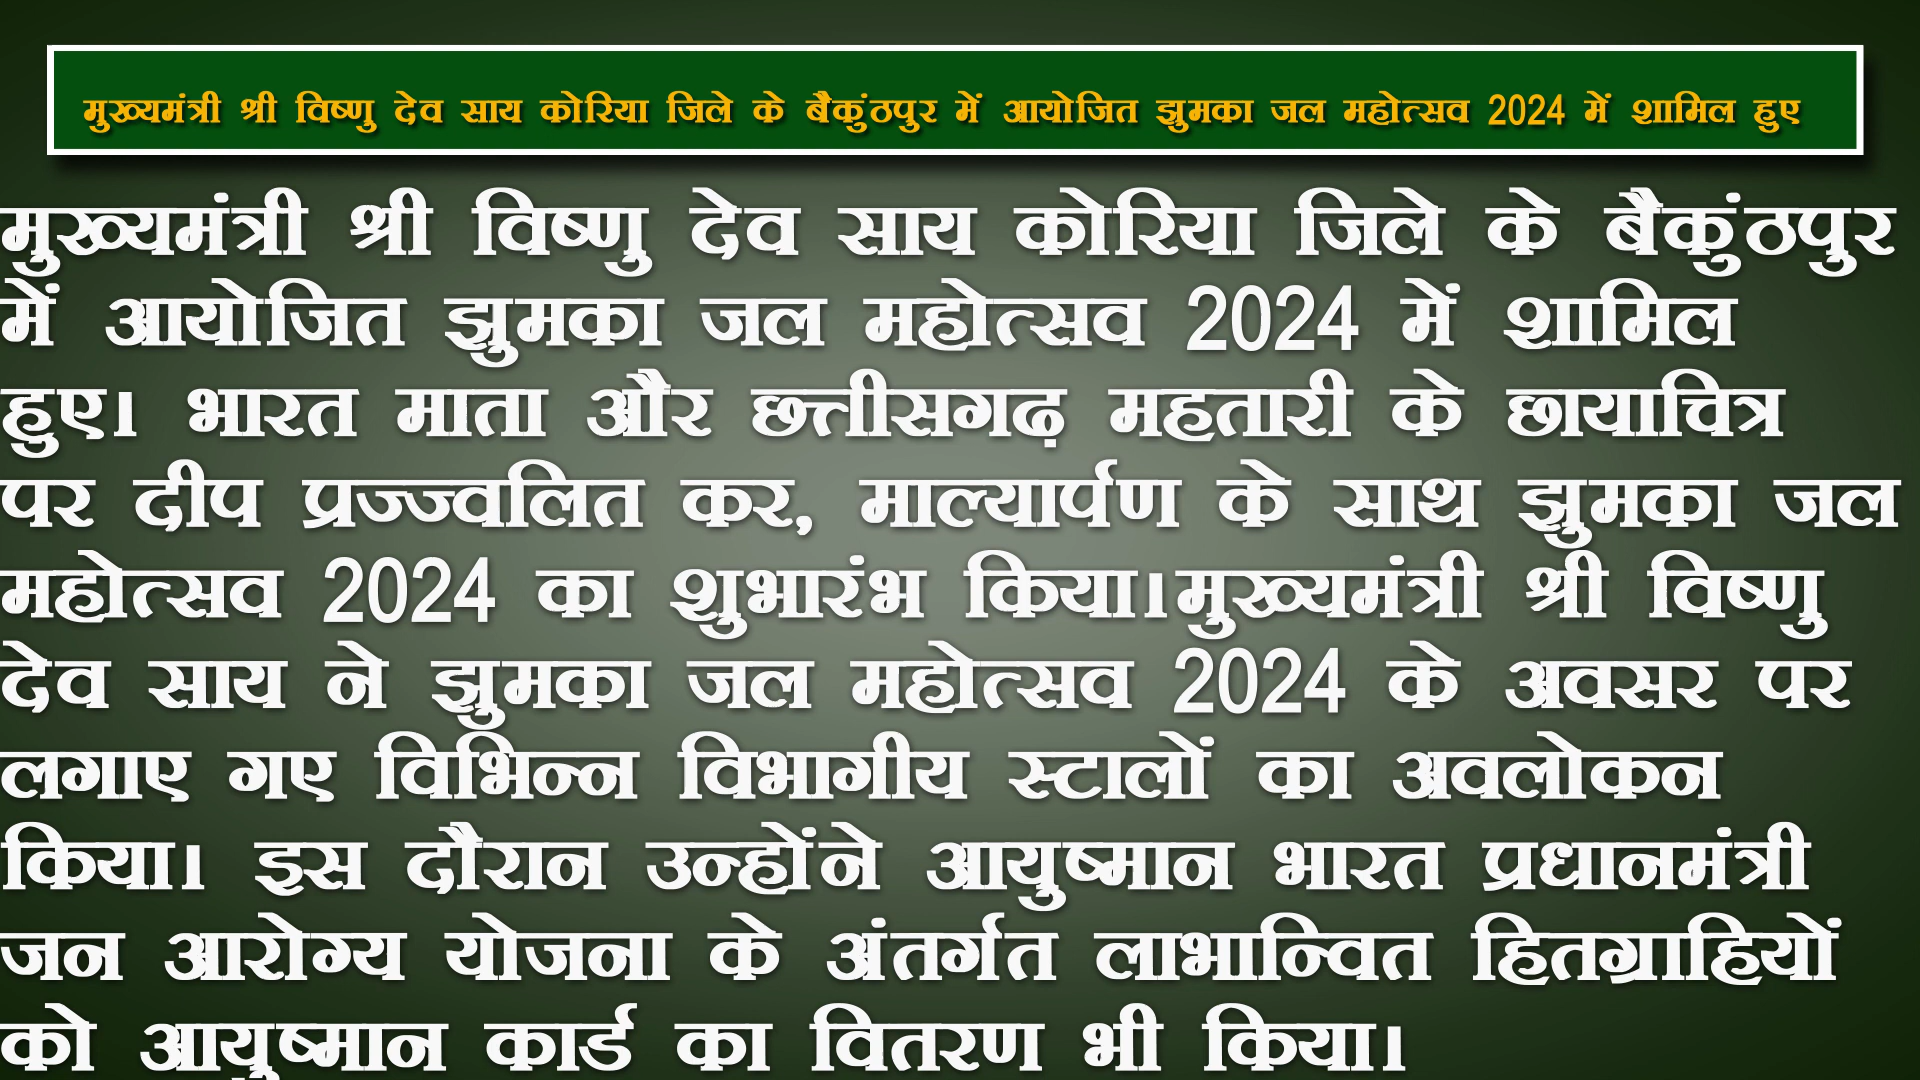 मुख्यमंत्री श्री विष्णु देव साय कोरिया जिले के बैकुंठपुर में आयोजित झुमका जल महोत्सव 2024 में शामिल हुए
मुख्यमंत्री श्री विष्णु देव साय कोरिया जिले के बैकुंठपुर
में आयोजित झुमका जल महोत्सव 2024 में शामिल
हुए। भारत माता और छत्तीसगढ़ महतारी के छायाचित्र
पर दीप प्रज्ज्वलित कर, माल्यार्पण के साथ झुमका जल
महोत्सव 2024 का शुभारंभ किया।मुख्यमंत्री श्री विष्णु
देव साय ने झुमका जल महोत्सव 2024 के अवसर पर
लगाए गए विभिन्न विभागीय स्टालों का अवलोकन
किया। इस दौरान उन्होंने आयुष्मान भारत प्रधानमंत्री
जन आरोग्य योजना के अंतर्गत लाभान्वित हितग्राहियों
को आयुष्मान कार्ड का वितरण भी किया।